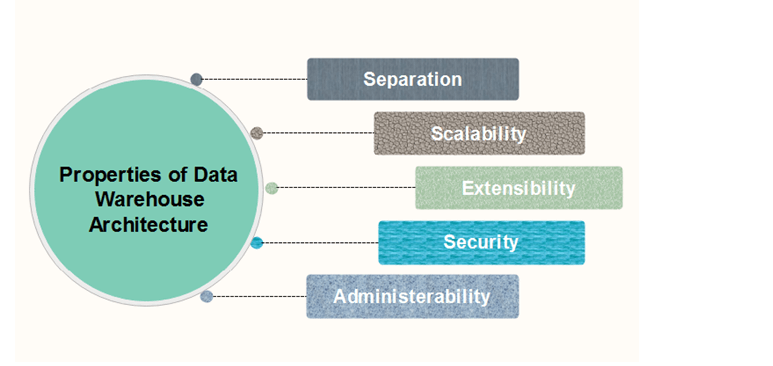 Separation
Scalability
Properties of Data
Warehouse
Architecture
Extensibility
Security
Administerability